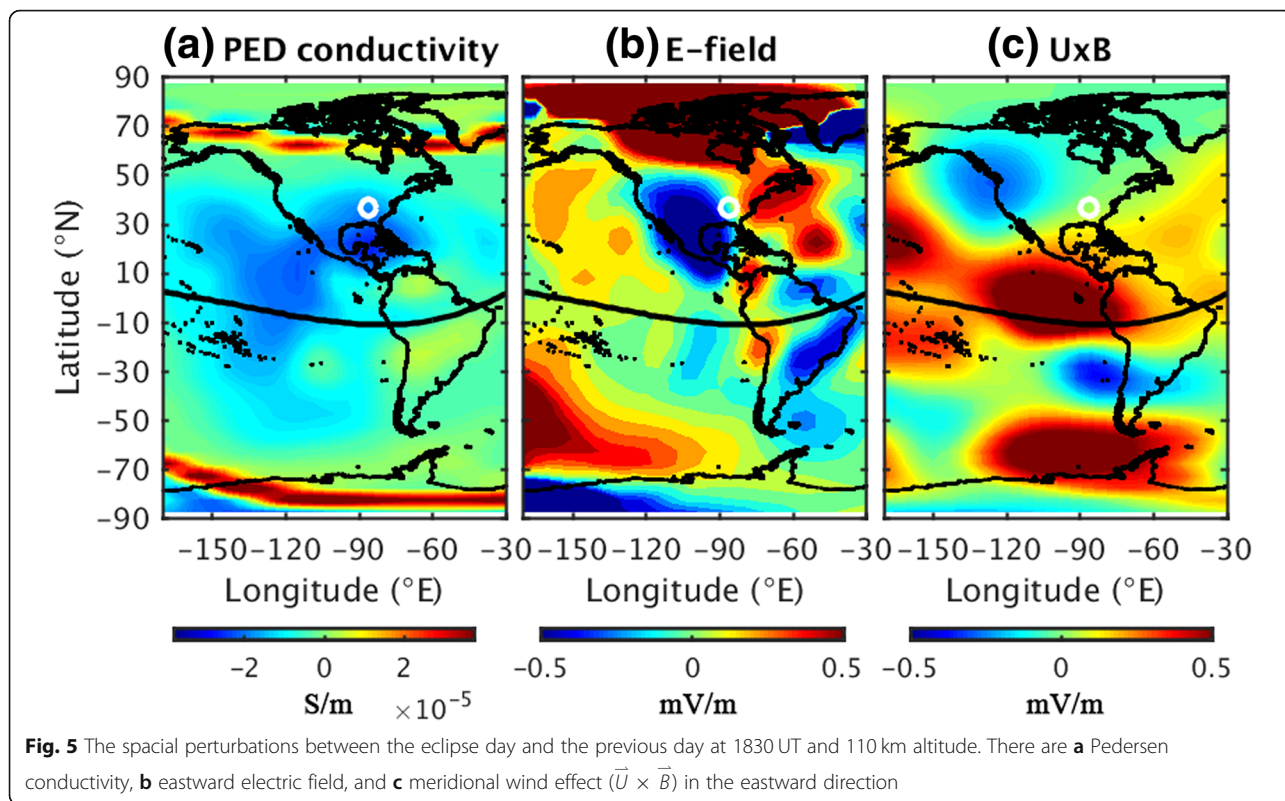 (a) PED conductivity (b) E-field (c) UxB
90
70
50
30
10
−10
−30
−50
−70
−90
Latitude (°N)
−150 −120 −90 −60 −30 −150 −120 −90 −60 −30 −150 −120 −90 −60 −30
Longitude (°E) Longitude (°E) Longitude (°E)
−2 0 2 −0.5 0 0.5 −0.5 0 0.5
S/m ×10⁻⁵ mV/m mV/m
Fig. 5 The spacial perturbations between the eclipse day and the previous day at 1830 UT and 110 km altitude. There are a Pedersen
conductivity, b eastward electric field, and c meridional wind effect (U⃗ × B⃗) in the eastward direction